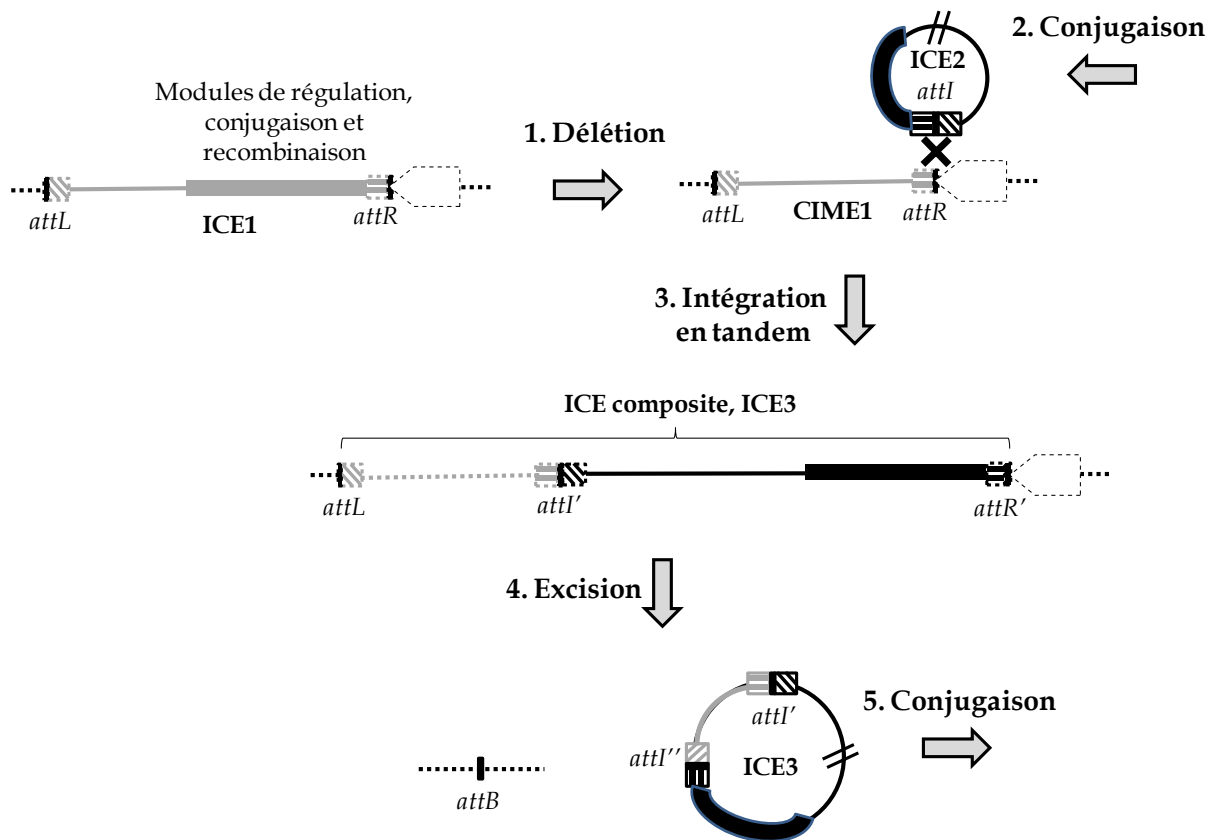 2. Conjugaison
ICE2
attI
Modules de régulation,
conjugaison et
recombinaison
1. Délétion
attL
ICE1
attR
attL
CIME1
attR
3. Intégration
en tandem
ICE composite, ICE3
attL
attI’
attR’
4. Excision
attI’
5. Conjugaison
attI’’
ICE3
attB